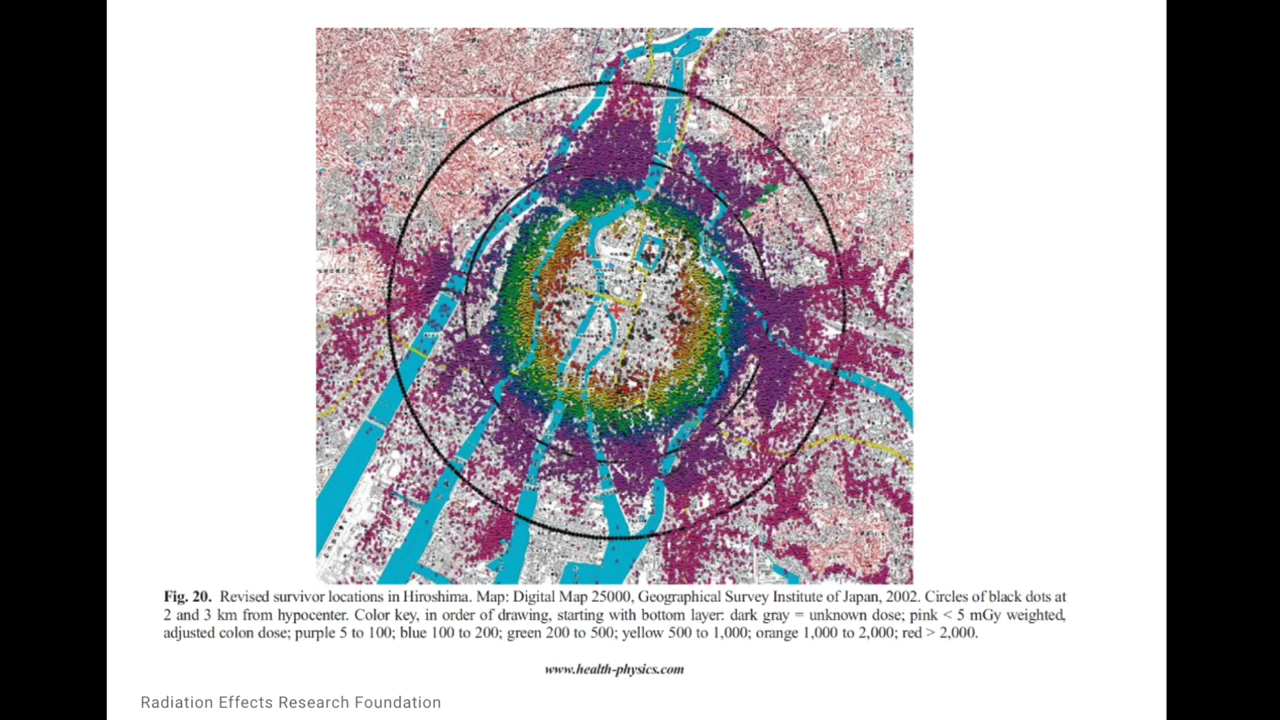 Fig. 20. Revised survivor locations in Hiroshima. Map: Digital Map 25000, Geographical Survey Institute of Japan, 2002. Circles of black dots at
2 and 3 km from hypocenter. Color key, in order of drawing, starting with bottom layer: dark gray = unknown dose; pink < 5 mGy weighted,
adjusted colon dose; purple 5 to 100; blue 100 to 200; green 200 to 500; yellow 500 to 1,000; orange 1,000 to 2,000; red > 2,000.
www.health-physics.com
Radiation Effects Research Foundation